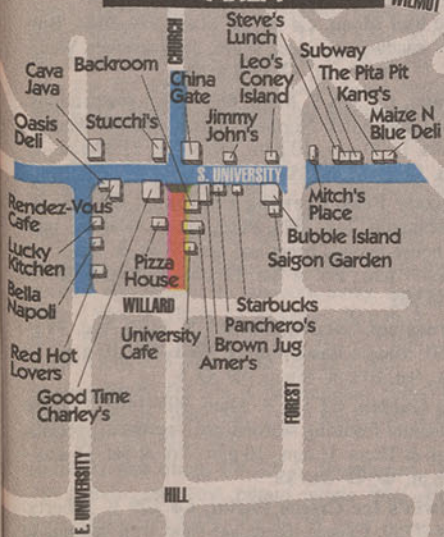 WILMOT
Steve's
Lunch
CHURCH
Subway
Backroom
Leo's
Coney
Island
The Pita Pit
Cava
Java
China
Gate
Kang's
Maize N
Blue Deli
Oasis
Deli
Stucchi's
Jimmy
John's
S. UNIVERSITY
Rendez-Vous
Cafe
Mitch's
Place
Bubble Island
Lucky
Kitchen
Pizza
House
Saigon Garden
Bella
Napoli
WILLARD
Starbucks
University
Cafe
Panchero's
Brown Jug
Red Hot
Lovers
Amer's
Good Time
Charley's
FOREST
E. UNIVERSITY
HILL